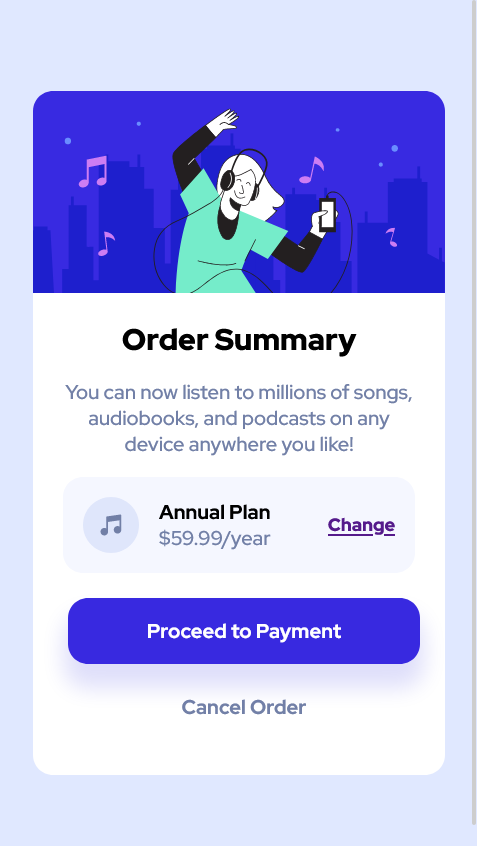 Order Summary
You can now listen to millions of songs,
audiobooks, and podcasts on any
device anywhere you like!
Annual Plan
$59.99/year
Change
Proceed to Payment
Cancel Order